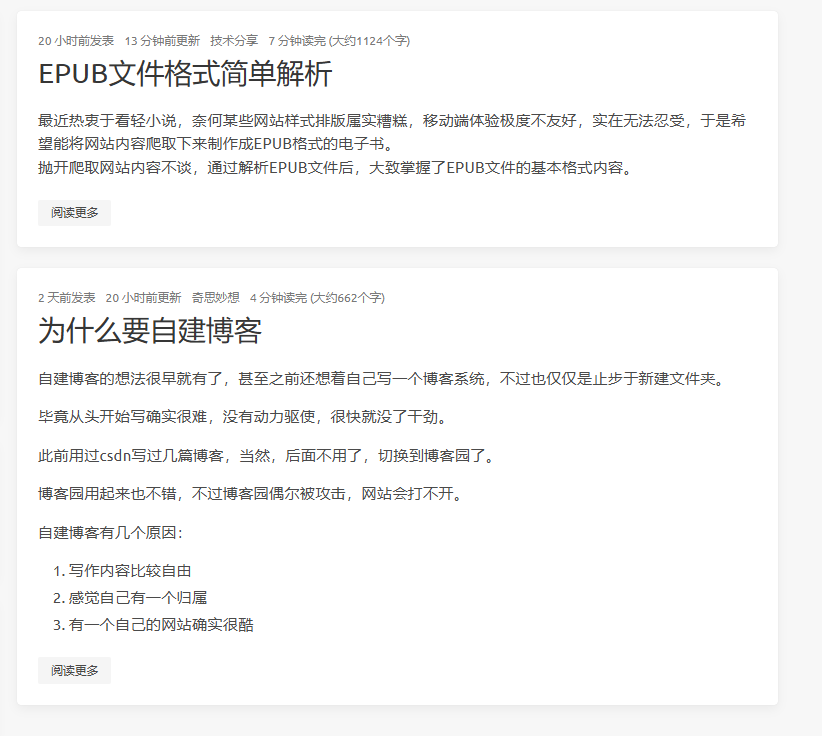 20 小时前发表 13 分钟前更新 技术分享 7 分钟读完 (大约1124个字)
EPUB文件格式简单解析
最近热衷于看轻小说，奈何某些网站样式排版属实糟糕，移动端体验极度不友好，实在无法忍受，于是希
望能将网站内容爬取下来制作成EPUB格式的电子书。
抛开爬取网站内容不谈，通过解析EPUB文件后，大致掌握了EPUB文件的基本格式内容。
阅读更多
2 天前发表 20 小时前更新 奇思妙想 4 分钟读完 (大约662个字)
为什么要自建博客
自建博客的想法很早就有了，甚至之前还想着自己写一个博客系统，不过也仅仅是止步于新建文件夹。
毕竟从头开始写确实很难，没有动力驱使，很快就没了干劲。
此前用过csdn写过几篇博客，当然，后面不用了，切换到博客园了。
博客园用起来也不错，不过博客园偶尔被攻击，网站会打不开。
自建博客有几个原因：
1. 写作内容比较自由
2. 感觉自己有一个归属
3. 有一个自己的网站确实很酷
阅读更多